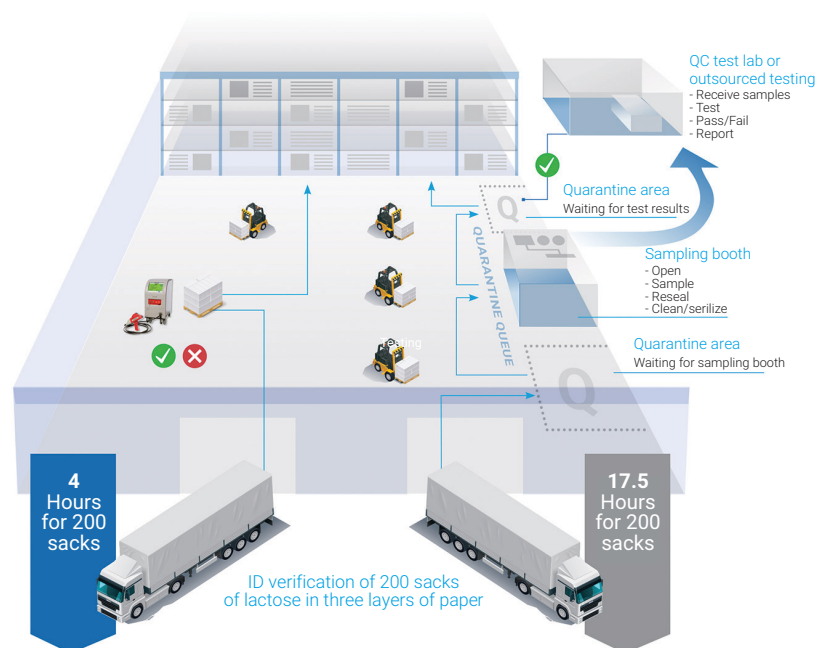 QC test lab or
outsourced testing
- Receive samples
- Test
- Pass/Fail
- Report
Quarantine area
Waiting for test results
Q
QUARANTINE QUEUE
Sampling booth
- Open
- Sample
- Reseal
- Clean/serilize
Testing
Quarantine area
Waiting for sampling booth
Q
4
Hours
for 200
sacks
17.5
Hours
for 200
sacks
ID verification of 200 sacks
of lactose in three layers of paper